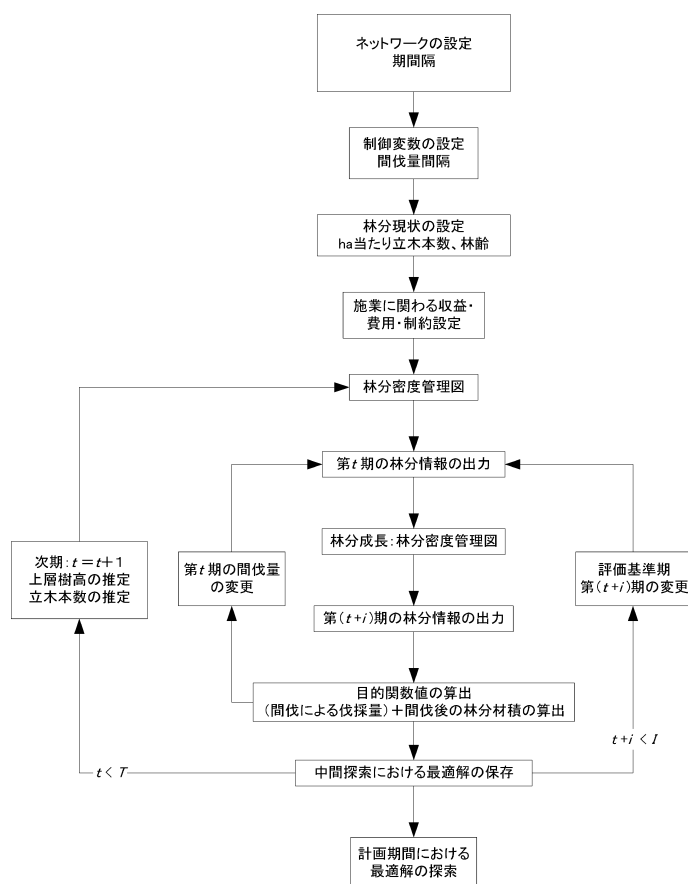 ネットワークの設定
期間隔
制御変数の設定
間伐量間隔
林分現状の設定
ha当たり立木本数、林齢
施業に関わる収益・
費用・制約設定
林分密度管理図
第t期の林分情報の出力
林分成長:林分密度管理図
次期:t=t+1
上層樹高の推定
立木本数の推定
第t期の間伐量
の変更
評価基準期
第(t+i)期の変更
第(t+i)期の林分情報の出力
目的関数値の算出
(間伐による伐採量)+間伐後の林分材積の算出
t+i<I
t<T
中間探索における最適解の保存
計画期間における
最適解の探索